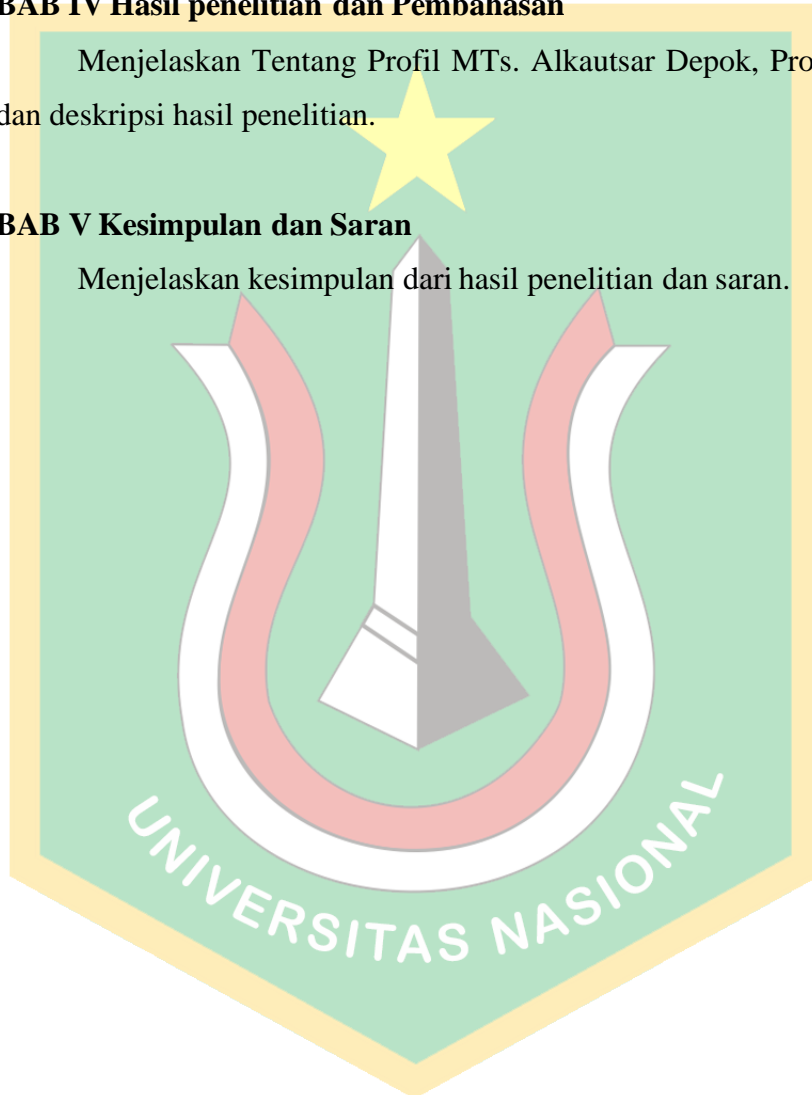 BAB IV Hasil penelitian dan Pembahasan
Menjelaskan Tentang Profil MTs. Alkautsar Depok,
dan deskripsi hasil penelitian.
BAB V Kesimpulan dan Saran
Menjelaskan kesimpulan dari hasil penelitian dan saran.
UNIVERSITAS NASIONAL